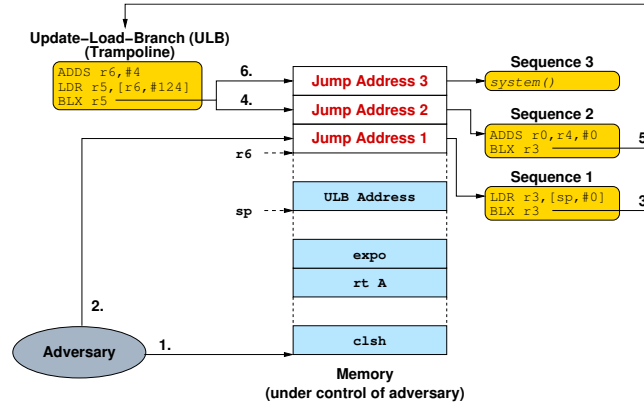 Update–Load–Branch (ULB)
(Trampoline)
ADDS r6,#4
LDR r5,[r6,#124]
BLX r5
6.
4.
Jump Address 3
Jump Address 2
Jump Address 1
r6
ULB Address
sp
expo
rt A
clsh
Memory
(under control of adversary)
Sequence 3
system()
Sequence 2
ADDS r0,r4,#0
BLX r3
5
Sequence 1
LDR r3,[sp,#0]
BLX r3
3
2.
Adversary
1.